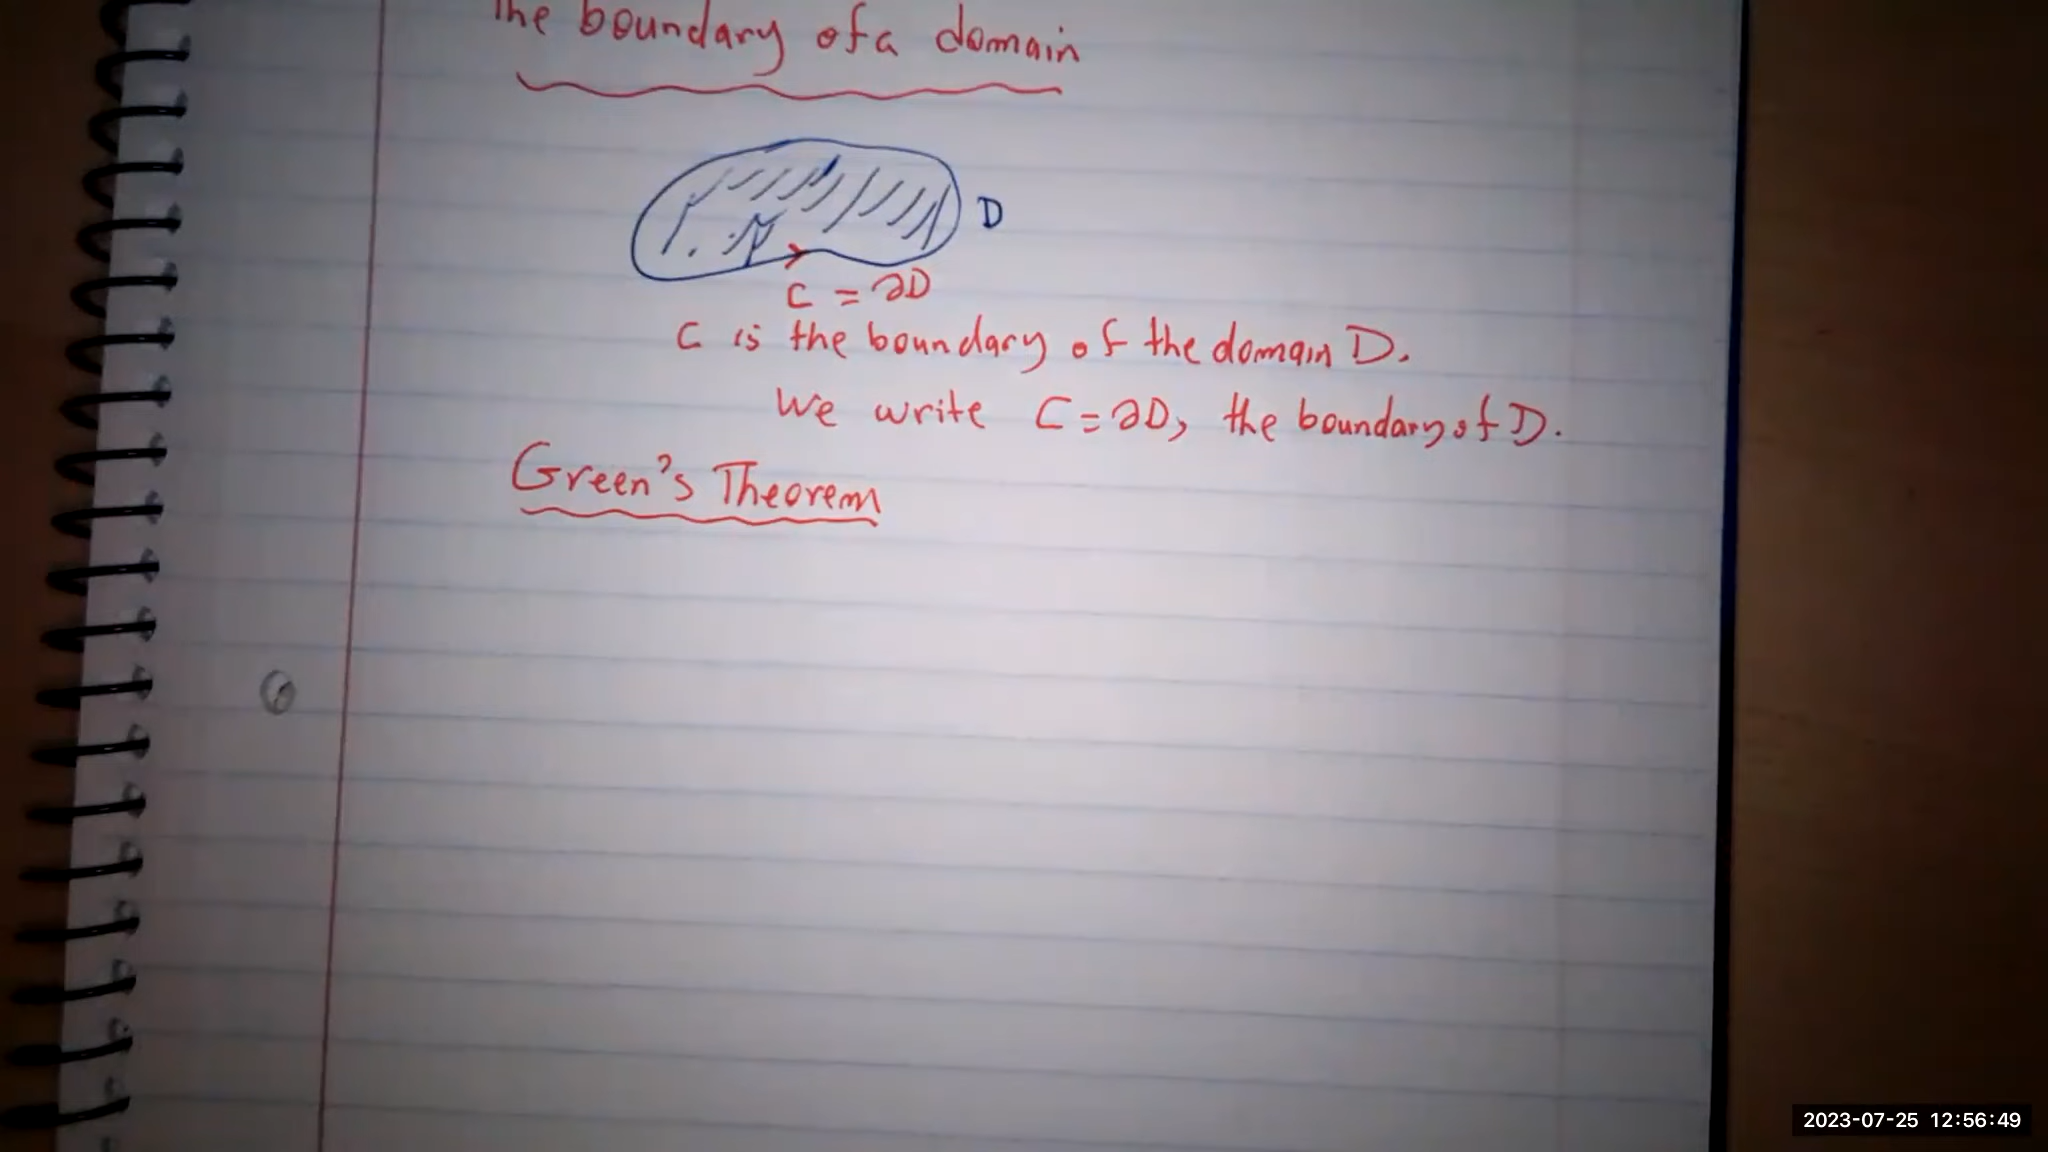 The boundary of a domain
D
C = ∂D
C is the boundary of the domain D.
We write C = ∂D, the boundary of D.
Green's Theorem
2023-07-25 12:56:49